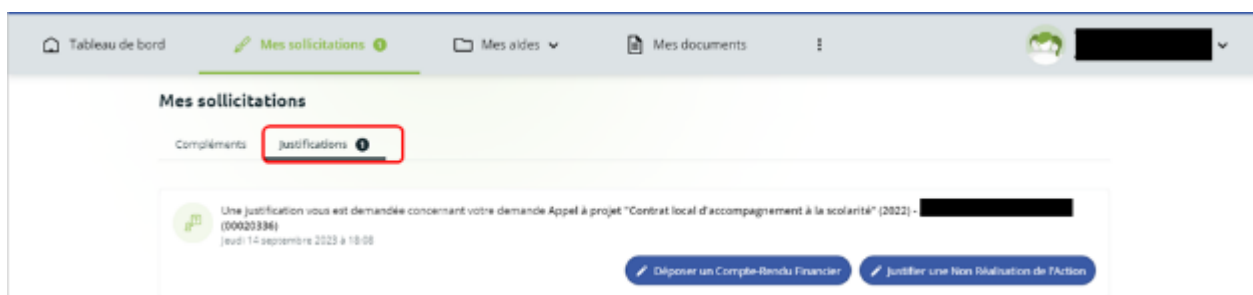 Tableau de bord Mes sollicitations 1 Mes aides Mes documents
Mes sollicitations
Compléments Justifications 1
Une justification vous est demandée concernant votre demande Appel à projet "Contrat local d'accompagnement à la scolarité" (2022) -
(00020336)
Jeudi 14 septembre 2023 à 18:08
Déposer un Compte-Rendu Financier Justifier une Non Réalisation de l'Action